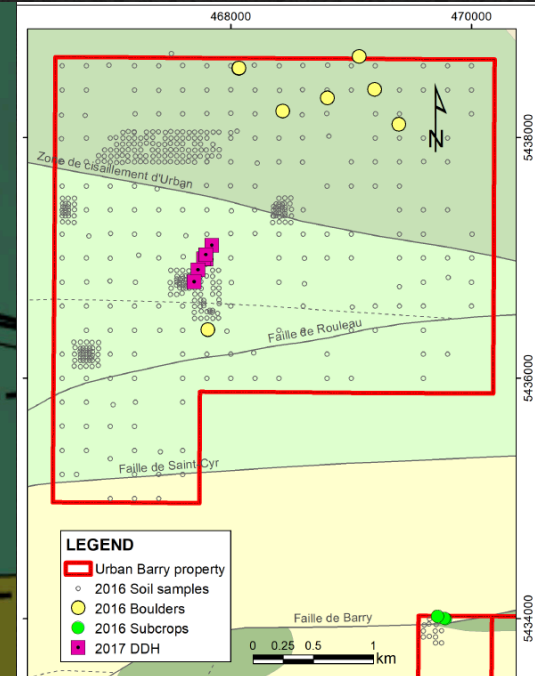 468000
470000
5438000
N
Zone de cisaillement d'Urban
Faille de Rouleau
5436000
Faille de Saint-Cyr
LEGEND
Urban Barry property
2016 Soil samples
2016 Boulders
2016 Subcrops
2017 DDH
Faille de Barry
5434000
0 0.25 0.5 1
km